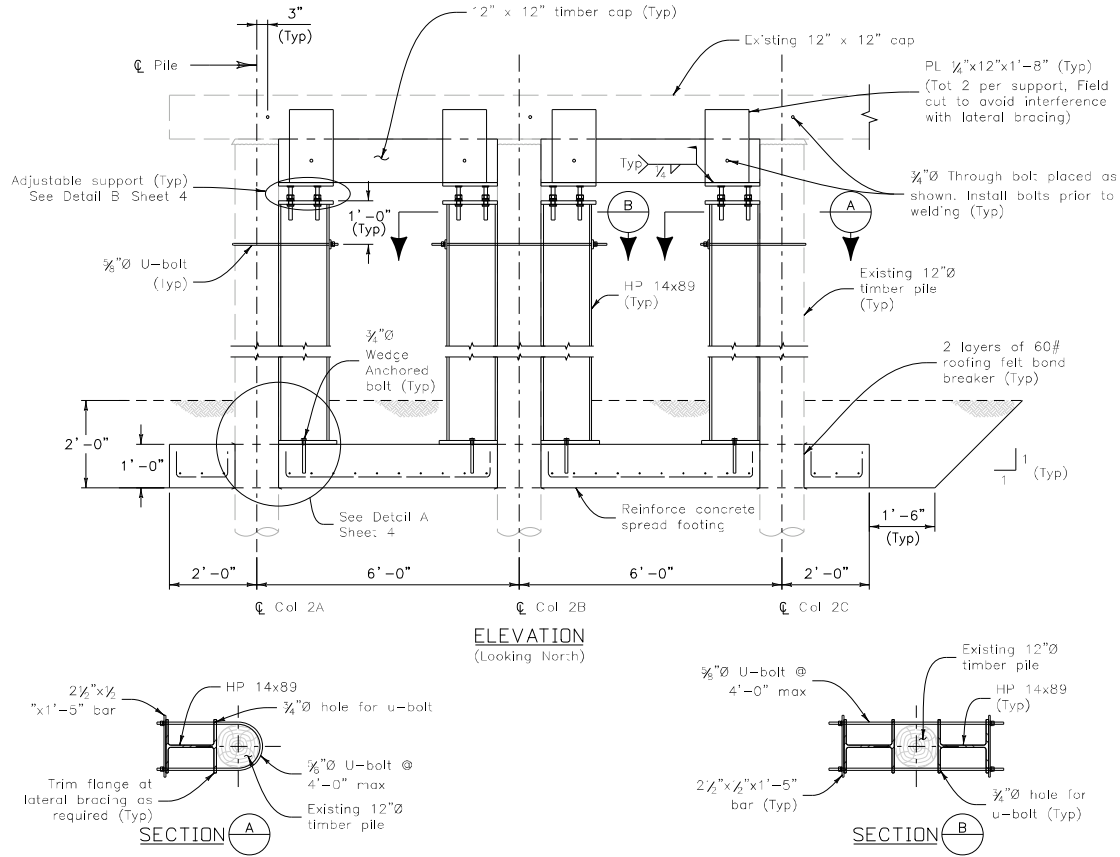 3"
(Typ)
12" x 12" timber cap (Typ)
Existing 12" x 12" cap
℄ Pile
PL ¼"x12"x1'-8" (Typ)
(Tot 2 per support, Field
cut to avoid interference
with lateral bracing)
Typ
1/4
Adjustable support (Typ)
See Detail B Sheet 4
1'-0"
(Typ)
B
A
¾"Ø Through bolt placed as
shown. Install bolts prior to
welding (Typ)
⅝"Ø U-bolt
(Typ)
HP 14x89
(Typ)
Existing 12"Ø
timber pile
(Typ)
¾"Ø
Wedge
Anchored
bolt (Typ)
2 layers of 60#
roofing felt bond
breaker (Typ)
2'-0"
1'-0"
1
1
(Typ)
See Detail A
Sheet 4
Reinforce concrete
spread footing
1'-6"
(Typ)
2'-0"
6'-0"
6'-0"
2'-0"
℄ Col 2A
℄ Col 2B
℄ Col 2C
ELEVATION
(Looking North)
2½"x½
"x1'-5" bar
HP 14x89
¾"Ø hole for u-bolt
⅝"Ø U-bolt @
4'-0" max
Trim flange at
lateral bracing as
required (Typ)
Existing 12"Ø
timber pile
SECTION A
Existing 12"Ø
timber pile
⅝"Ø U-bolt @
4'-0" max
HP 14x89
(Typ)
2½"x½"x1'-5"
bar (Typ)
¾"Ø hole for
u-bolt (Typ)
SECTION B